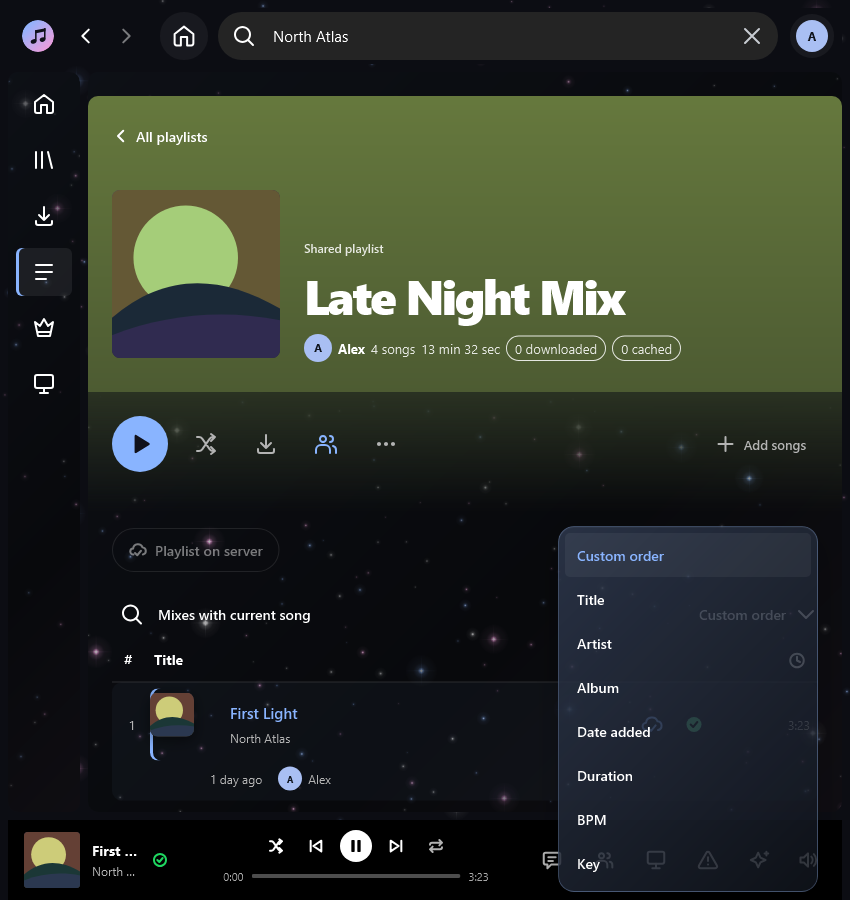 North Atlas
A
All playlists
Shared playlist
Late Night Mix
A Alex 4 songs 13 min 32 sec 0 downloaded 0 cached
Add songs
Playlist on server
Custom order
Title
Mixes with current song
Custom order
Artist
# Title
Album
1
First Light
North Atlas
Date added
3:23
1 day ago A Alex
Duration
BPM
Key
First ...
North ...
0:00
3:23